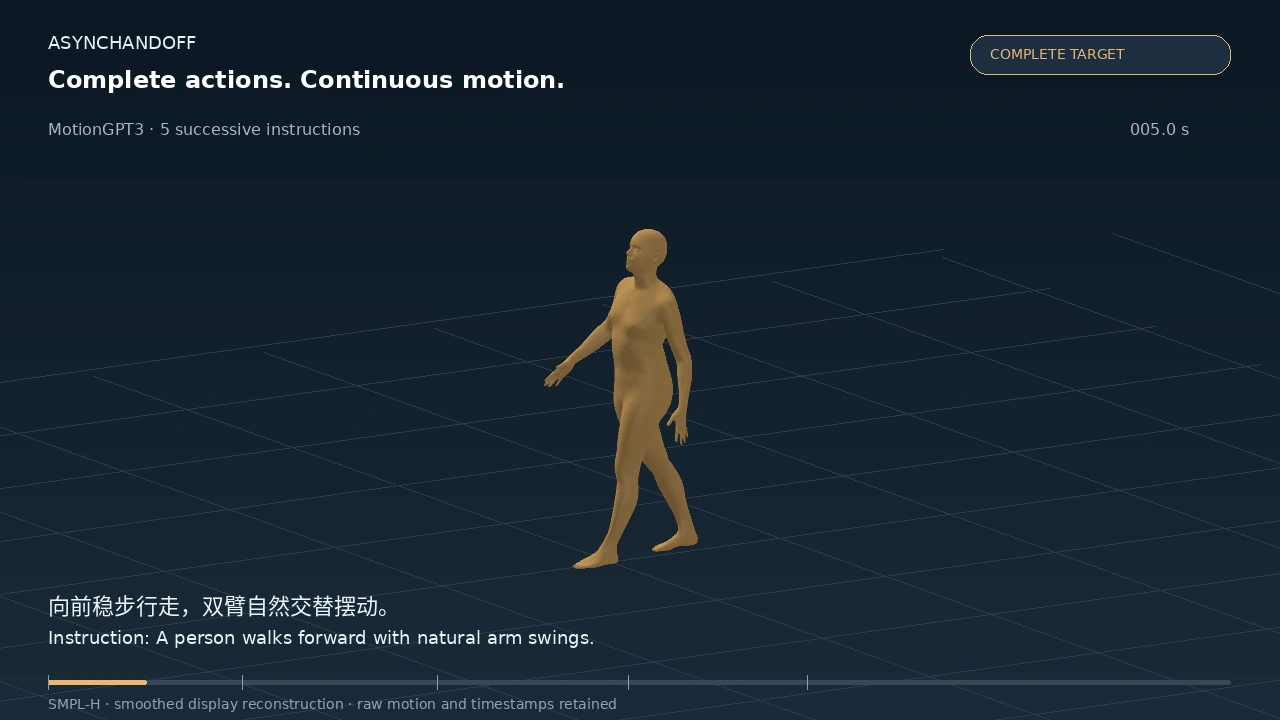 ASYNCHANDOFF
COMPLETE TARGET
Complete actions. Continuous motion.
MotionGPT3 · 5 successive instructions
005.0 s
向前稳步行走，双臂自然交替摆动。
Instruction: A person walks forward with natural arm swings.
SMPL-H · smoothed display reconstruction · raw motion and timestamps retained